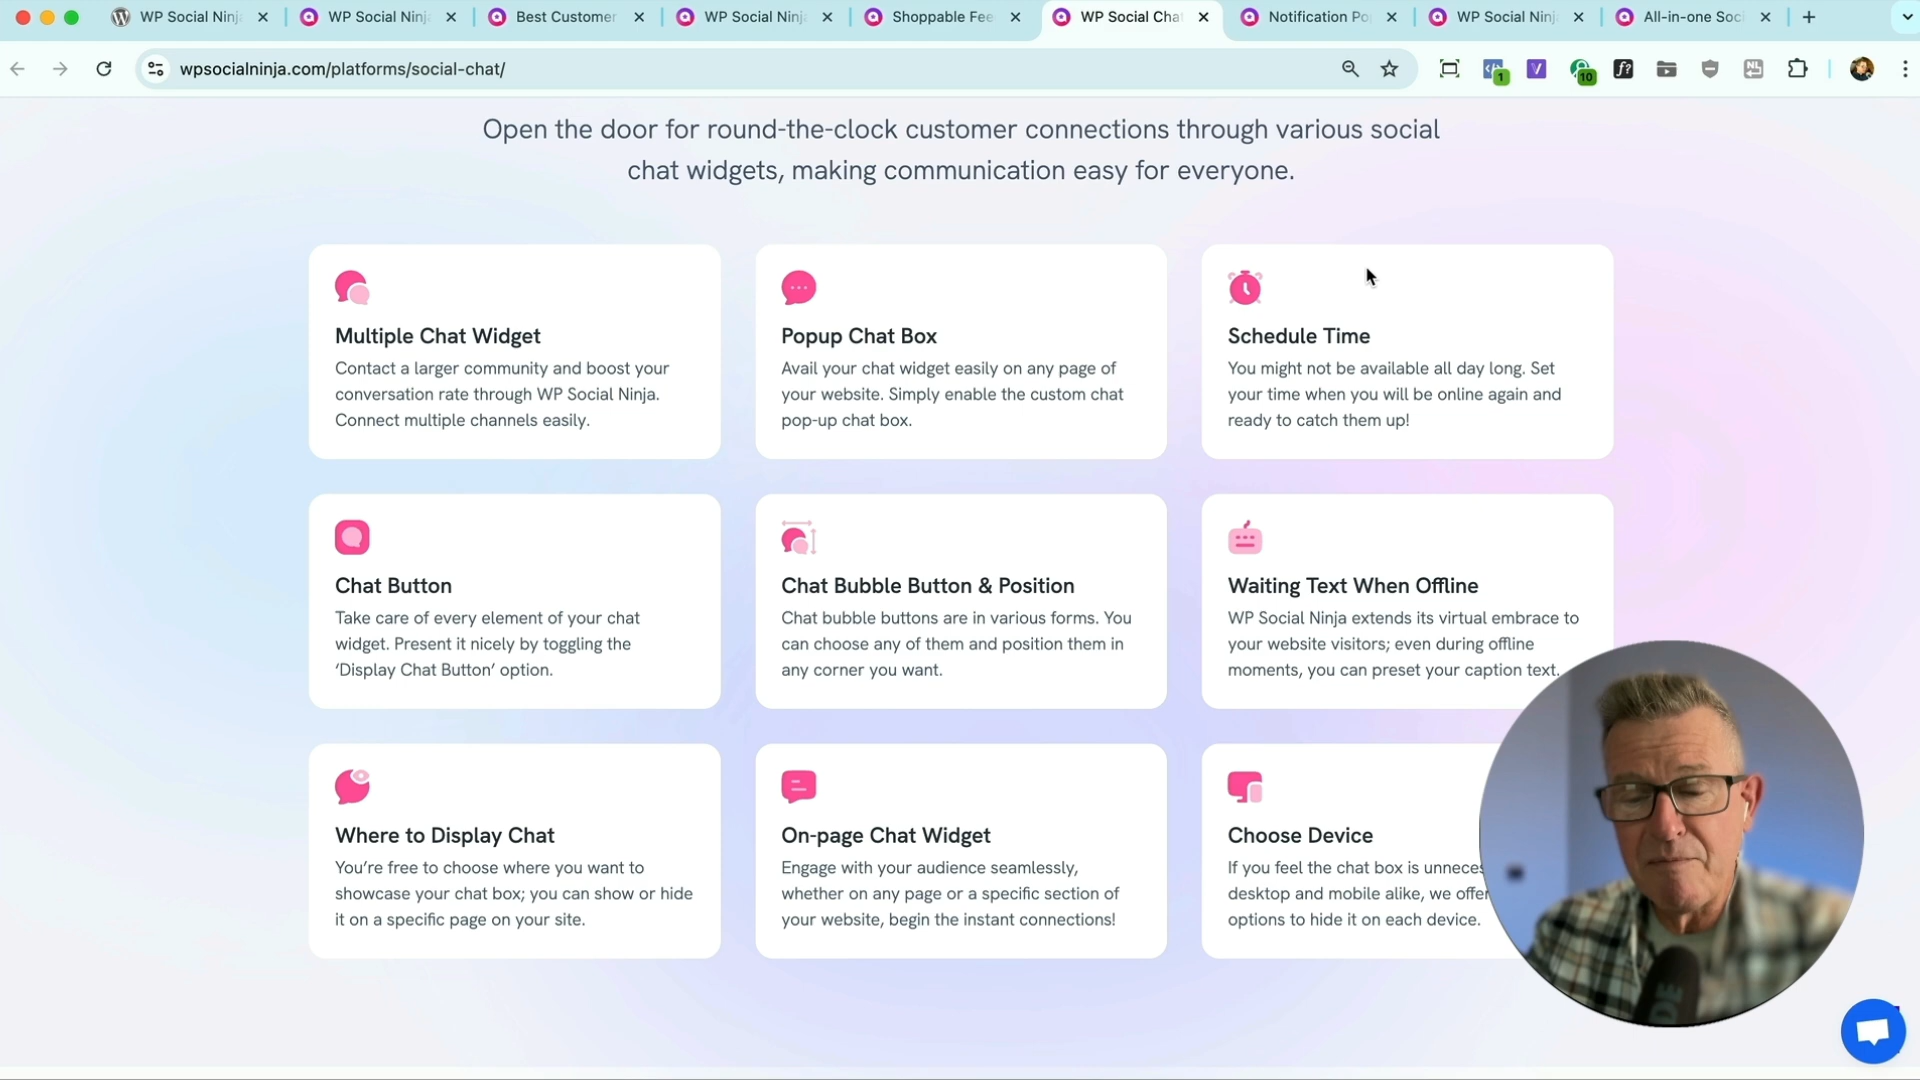 WP Social Ninj
WP Social Ninj
Best Customer
WP Social Ninj
Shoppable Fee
WP Social Cha
Notification Po
WP Social Ninj
All-in-one Soc
wpsocialninja.com/platforms/social-chat/
1
10
f?
Open the door for round-the-clock customer connections through various social
chat widgets, making communication easy for everyone.
Multiple Chat Widget
Contact a larger community and boost your
conversation rate through WP Social Ninja.
Connect multiple channels easily.
Popup Chat Box
Avail your chat widget easily on any page of
your website. Simply enable the custom chat
pop-up chat box.
Schedule Time
You might not be available all day long. Set
your time when you will be online again and
ready to catch them up!
Chat Button
Take care of every element of your chat
widget. Present it nicely by toggling the
‘Display Chat Button’ option.
Chat Bubble Button & Position
Chat bubble buttons are in various forms. You
can choose any of them and position them in
any corner you want.
Waiting Text When Offline
WP Social Ninja extends its virtual embrace to
your website visitors; even during offline
moments, you can preset your caption text.
Where to Display Chat
You’re free to choose where you want to
showcase your chat box; you can show or hide
it on a specific page on your site.
On-page Chat Widget
Engage with your audience seamlessly,
whether on any page or a specific section of
your website, begin the instant connections!
Choose Device
If you feel the chat box is unneces
desktop and mobile alike, we offer
options to hide it on each device.